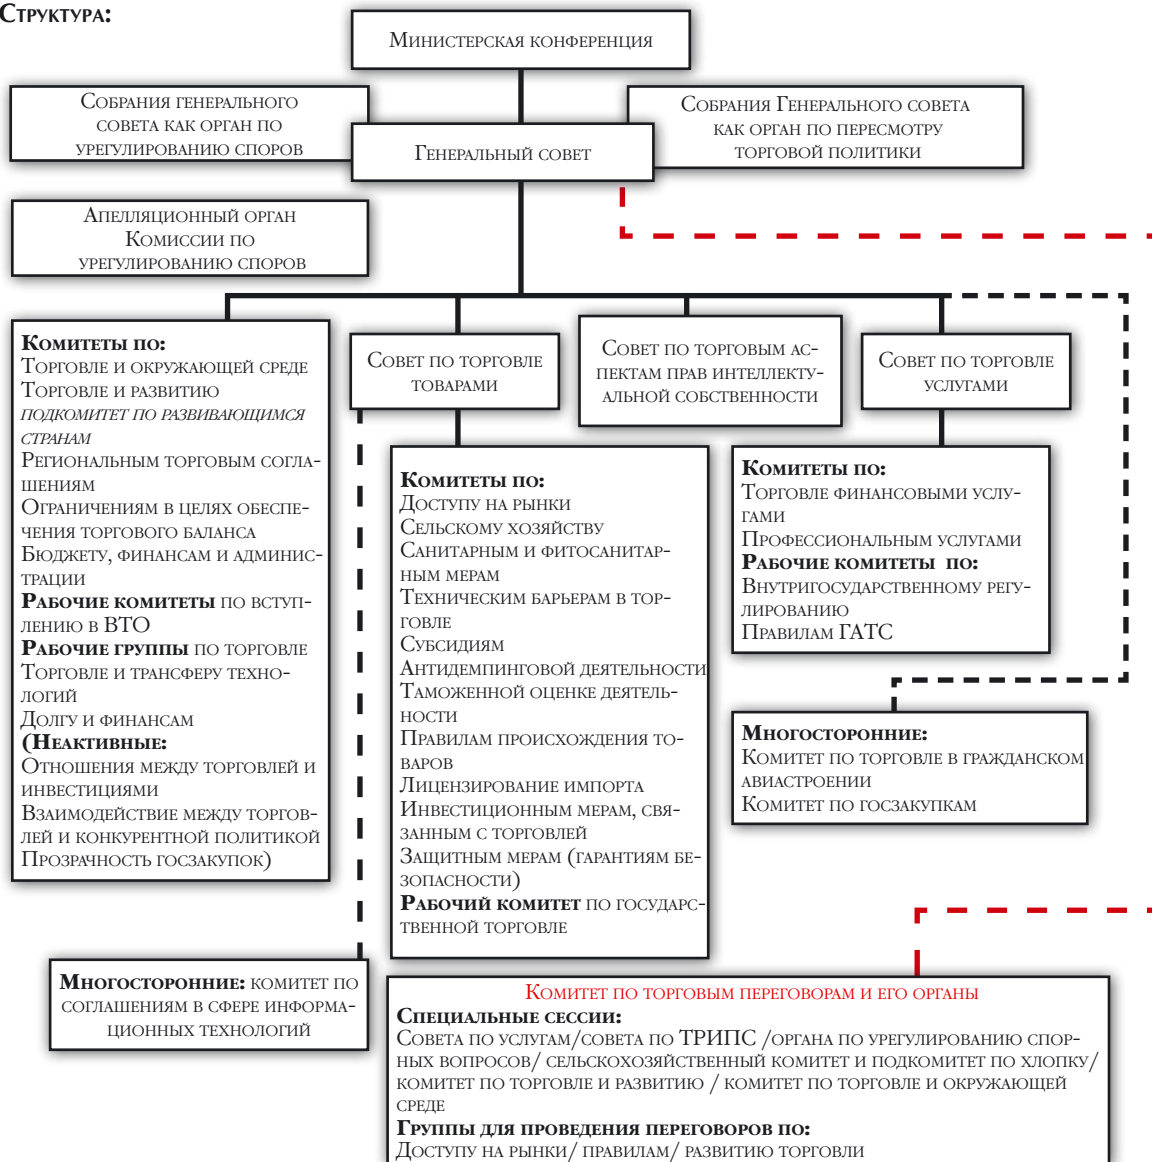 Структура:
Министерская конференция
Собрания генерального
совета как орган по
урегулированию споров
Генеральный совет
Собрания Генерального совета
как орган по пересмотру
торговой политики
Апелляционный орган
Комиссии по
урегулированию споров
Комитеты по:
Торговле и окружающей среде
Торговле и развитию
подкомитет по развивающимся
странам
Региональным торговым согла-
шениям
Ограничениям в целях обеспе-
чения торгового баланса
Бюджету, финансам и админис-
трации
Рабочие комитеты по вступ-
лению в ВТО
Рабочие группы по торговле
Торговле и трансферу техно-
логий
Долгу и финансам
(Неактивные:
Отношения между торговлей и
инвестициями
Взаимодействие между торгов-
лей и конкурентной политикой
Прозрачность госзакупок)
Совет по торговле
товарами
Совет по торговым ас-
пектам прав интеллекту-
альной собственности
Совет по торговле
услугами
Комитеты по:
Доступу на рынки
Сельскому хозяйству
Санитарным и фитосанитар-
ным мерам
Техническим барьерам в тор-
говле
Субсидиям
Антидемпинговой деятельности
Таможенной оценке деятель-
ности
Правилам происхождения то-
варов
Лицензирование импорта
Инвестиционным мерам, свя-
занным с торговлей
Защитным мерам (гарантиям бе-
зопасности)
Рабочий комитет по государс-
твенной торговле
Комитеты по:
Торговле финансовыми услу-
гами
Профессиональным услугами
Рабочие комитеты по:
Внутригосударственному регу-
лированию
Правилам ГАТС
Многосторонние:
Комитет по торговле в гражданском
авиастроении
Комитет по госзакупкам
Многосторонние: комитет по
соглашениям в сфере информа-
ционных технологий
Комитет по торговым переговорам и его органы
Специальные сессии:
Совета по услугам/совета по ТРИПС /органа по урегулированию спор-
ных вопросов/ сельскохозяйственный комитет и подкомитет по хлопку/
комитет по торговле и развитию / комитет по торговле и окружающей
среде
Группы для проведения переговоров по:
Доступу на рынки/ правилам/ развитию торговли